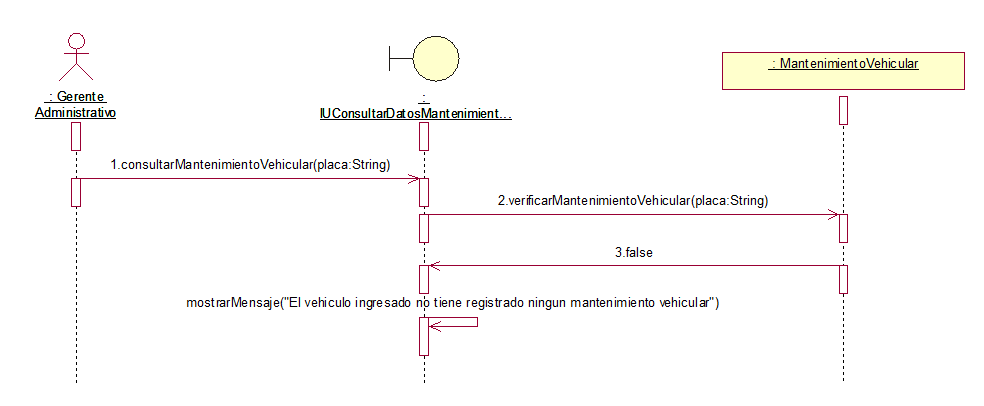 : Gerente
Administrativo
:
IUConsultarDatosMantenimient...
: MantenimientoVehicular
1.consultarMantenimientoVehicular(placa:String)
2.verificarMantenimientoVehicular(placa:String)
3.false
mostrarMensaje("El vehiculo ingresado no tiene registrado ningun mantenimiento vehicular")